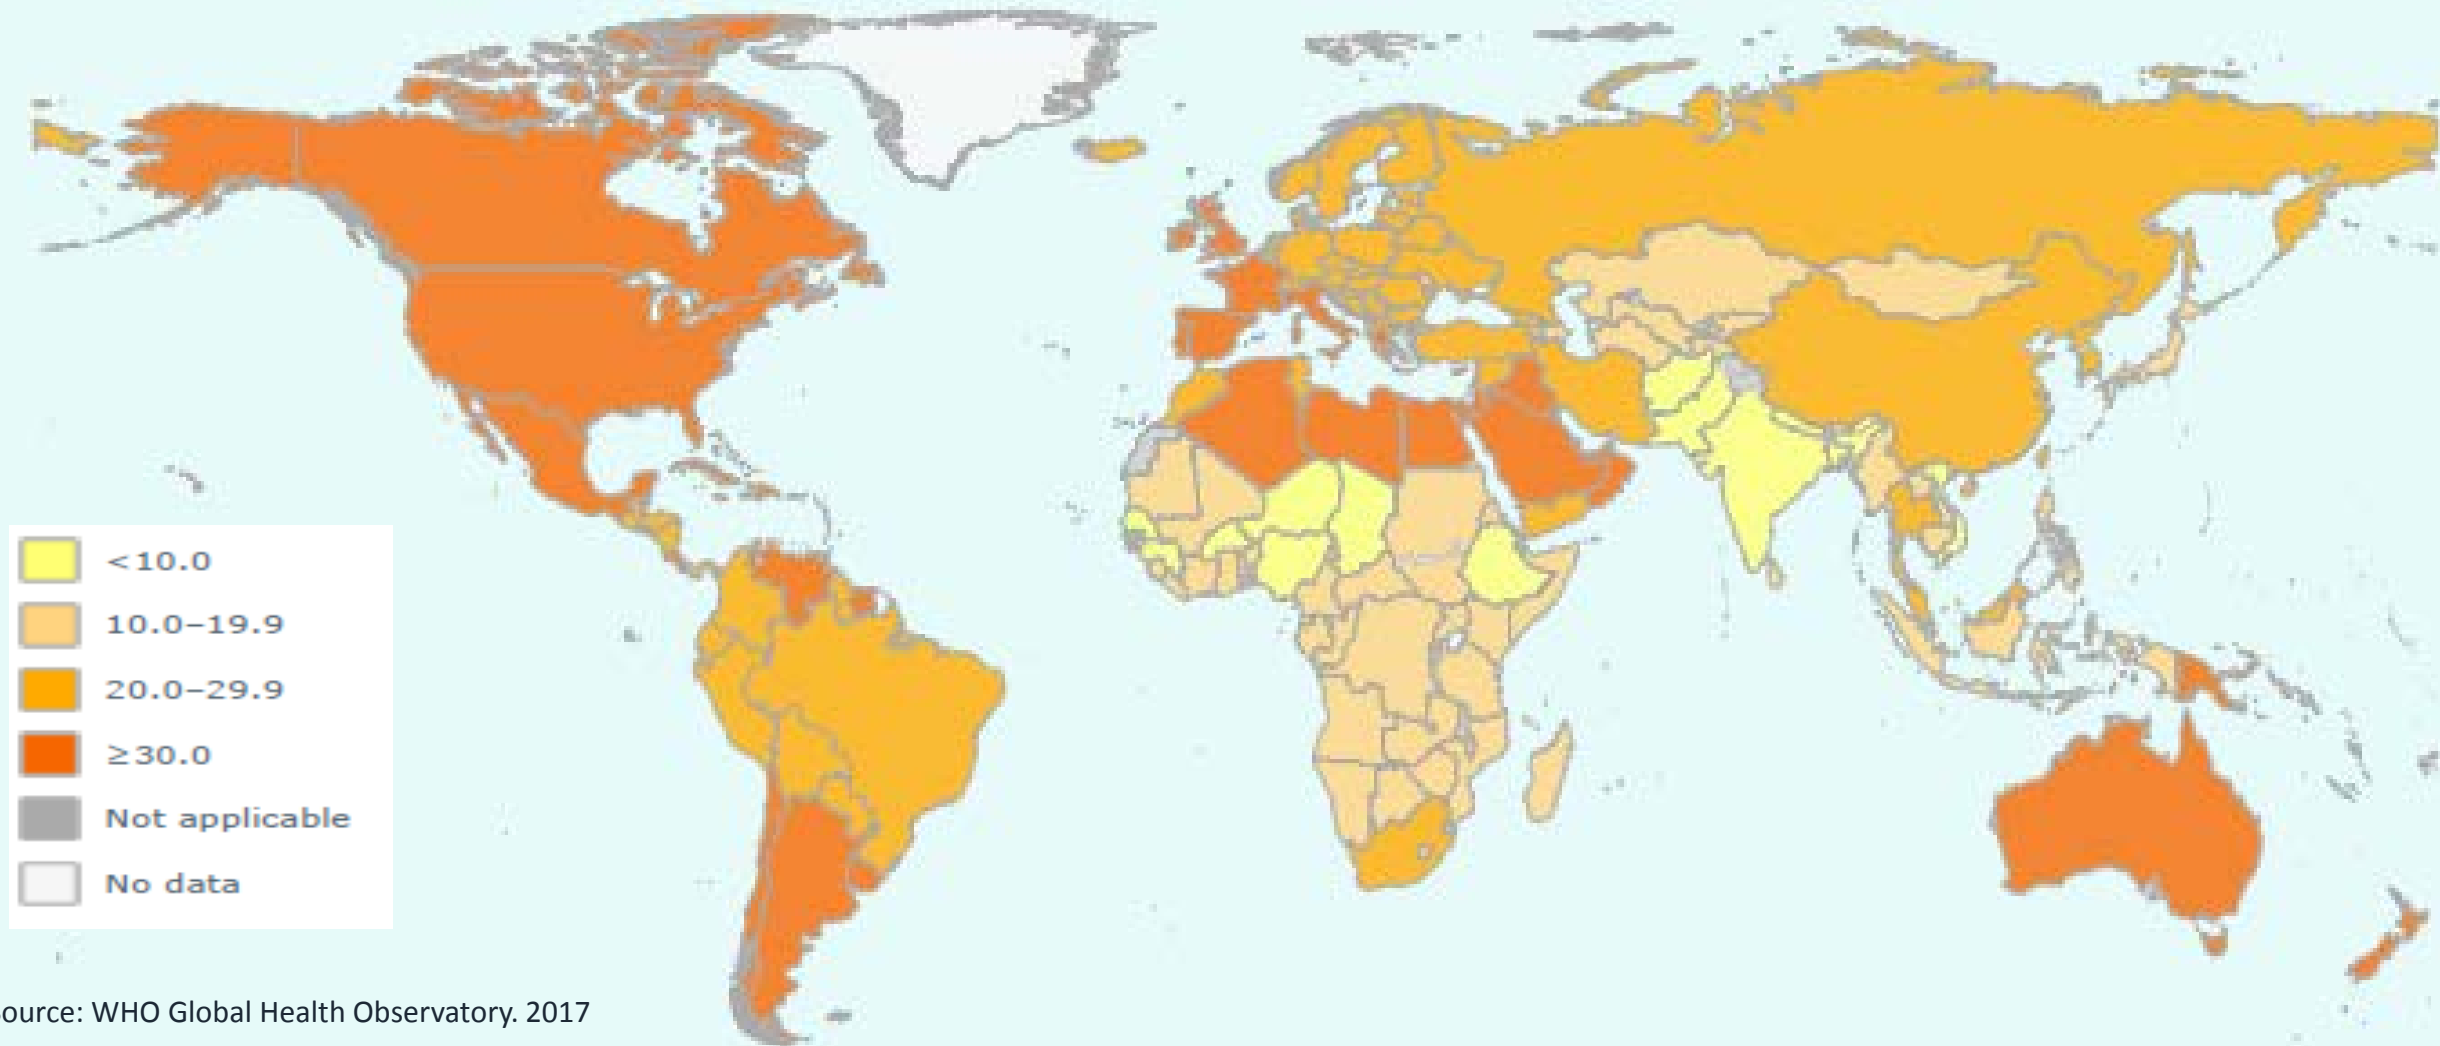 <10.0
10.0–19.9
20.0–29.9
≥30.0
Not applicable
No data
ource: WHO Global Health Observatory. 2017